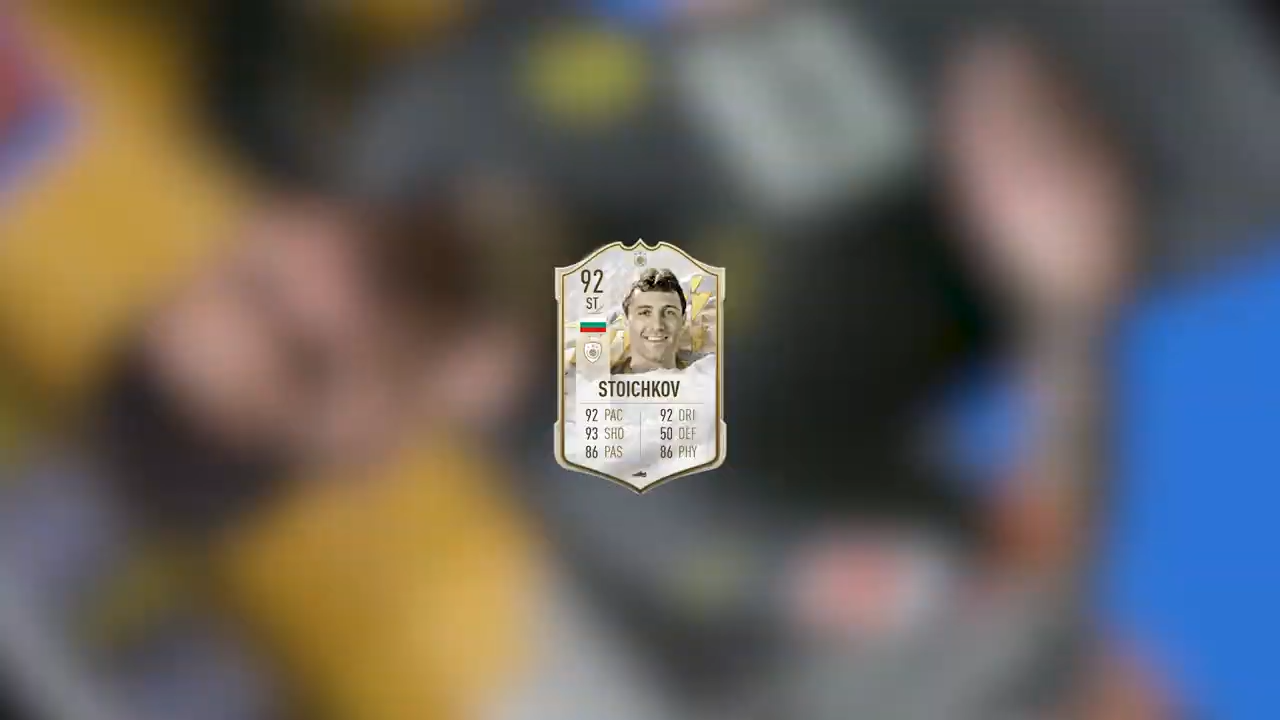 92
ST
STOICHKOV
92 PAC 92 DRI
93 SHO 50 DEF
86 PAS 86 PHY